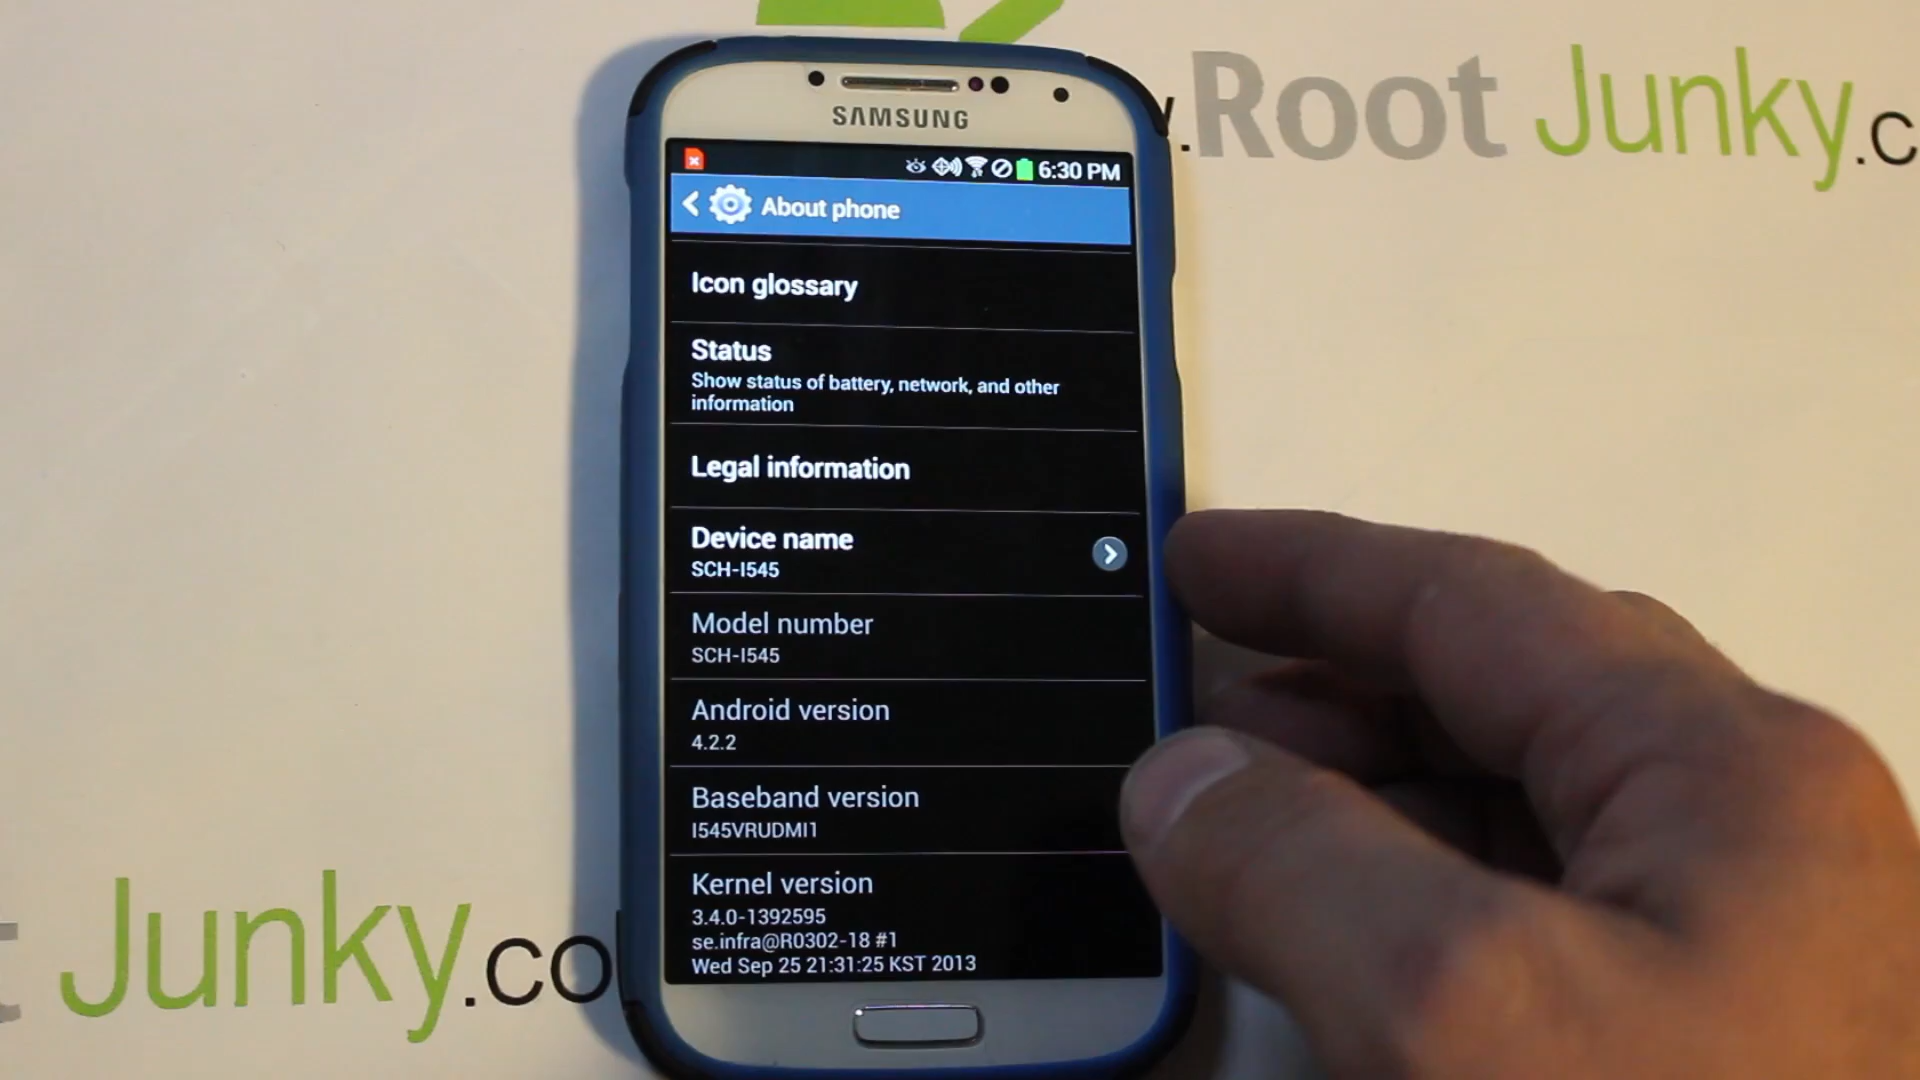 .Root Junky.c
SAMSUNG
6:30 PM
About phone
Icon glossary
Status
Show status of battery, network, and other
information
Legal information
Device name
SCH-I545
Model number
SCH-I545
Android version
4.2.2
Baseband version
I545VRUDMI1
Kernel version
3.4.0-1392595
se.infra@R0302-18 #1
Wed Sep 25 21:31:25 KST 2013
t Junky.co